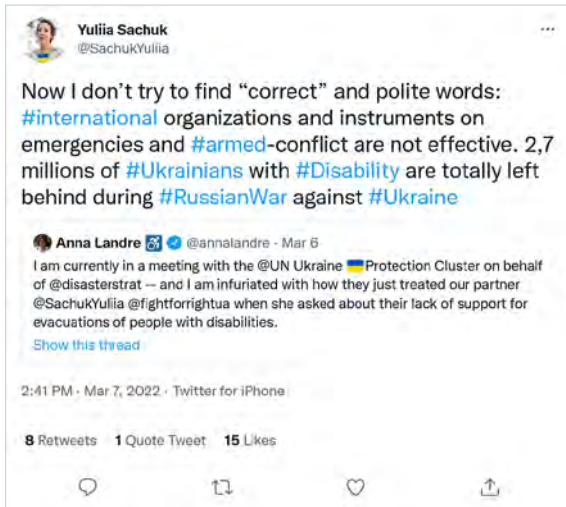 Yuliia Sachuk
@SachukYuliia
Now I don't try to find “correct” and polite words:
#international organizations and instruments on
emergencies and #armed-conflict are not effective. 2,7
millions of #Ukrainians with #Disability are totally left
behind during #RussianWar against #Ukraine
Anna Landre @annalandre · Mar 6
I am currently in a meeting with the @UN Ukraine Protection Cluster on behalf
of @disasterstrat -- and I am infuriated with how they just treated our partner
@SachukYuliia @fightforrightua when she asked about their lack of support for
evacuations of people with disabilities.
Show this thread
2:41 PM · Mar 7, 2022 · Twitter for iPhone
8 Retweets 1 Quote Tweet 15 Likes